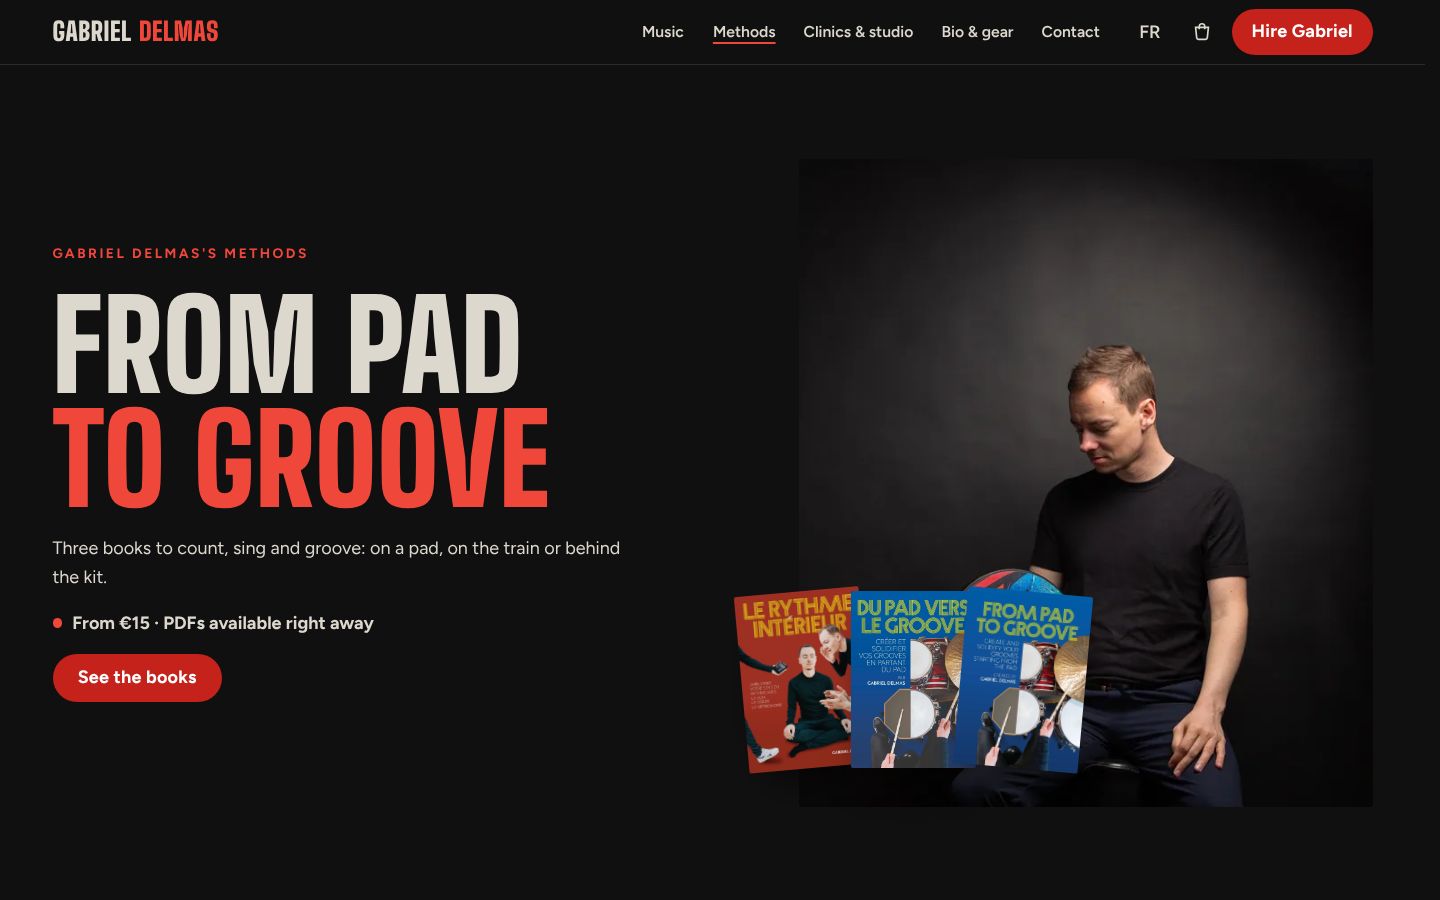 GABRIEL DELMAS
Music
Methods
Clinics & studio
Bio & gear
Contact
FR
Hire Gabriel
GABRIEL DELMAS'S METHODS
FROM PAD
TO GROOVE
Three books to count, sing and groove: on a pad, on the train or behind
the kit.
From €15 · PDFs available right away
See the books
LE RYTHME
INTÉRIEUR
DU PAD VERS
LE GROOVE
CRÉER ET
SOLIDIFIER
VOS GROOVES
EN PARTANT
DU PAD
PAR
GABRIEL DELMAS
FROM PAD
TO GROOVE
CREATE AND
SOLIDIFY YOUR
GROOVES
STARTING FROM
THE PAD
GABRIEL DELMAS